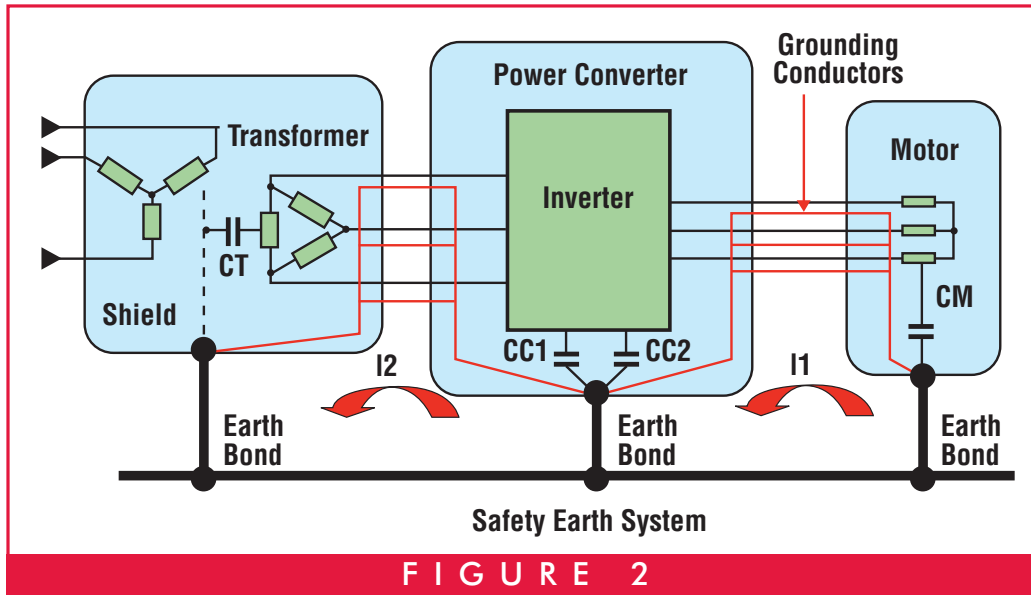 Grounding
Conductors
Power Converter
Transformer
Motor
Inverter
CT
Shield
CM
CC1
CC2
I2
I1
Earth
Bond
Earth
Bond
Earth
Bond
Safety Earth System
FIGURE 2